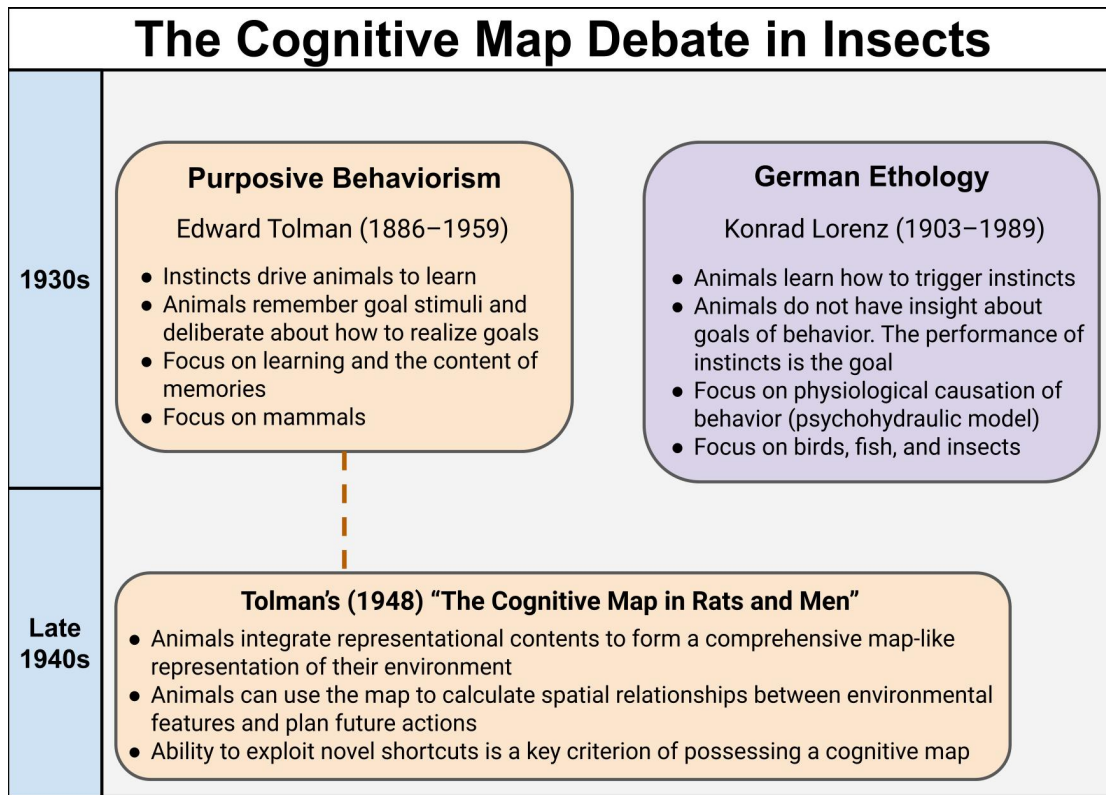 The Cognitive Map Debate in Insects
1930s
Purposive Behaviorism
Edward Tolman (1886–1959)
● Instincts drive animals to learn
● Animals remember goal stimuli and
deliberate about how to realize goals
● Focus on learning and the content of
memories
● Focus on mammals
German Ethology
Konrad Lorenz (1903–1989)
● Animals learn how to trigger instincts
● Animals do not have insight about
goals of behavior. The performance of
instincts is the goal
● Focus on physiological causation of
behavior (psychohydraulic model)
● Focus on birds, fish, and insects
Late
1940s
Tolman’s (1948) “The Cognitive Map in Rats and Men”
● Animals integrate representational contents to form a comprehensive map-like
representation of their environment
● Animals can use the map to calculate spatial relationships between environmental
features and plan future actions
● Ability to exploit novel shortcuts is a key criterion of possessing a cognitive map